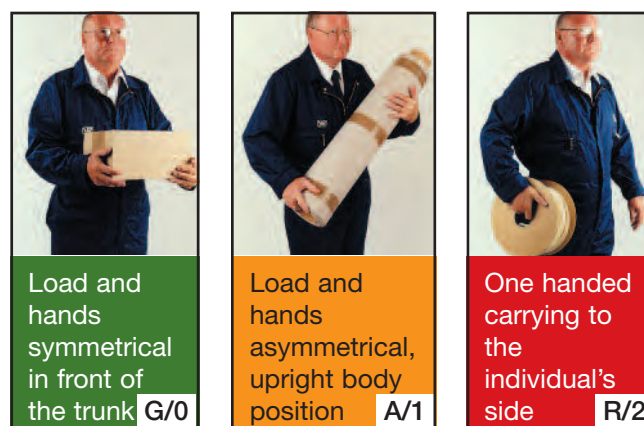 Load and
hands
symmetrical
in front of
the trunk G/0
Load and
hands
asymmetrical,
upright body
position A/1
One handed
carrying to
the
individual's
side R/2